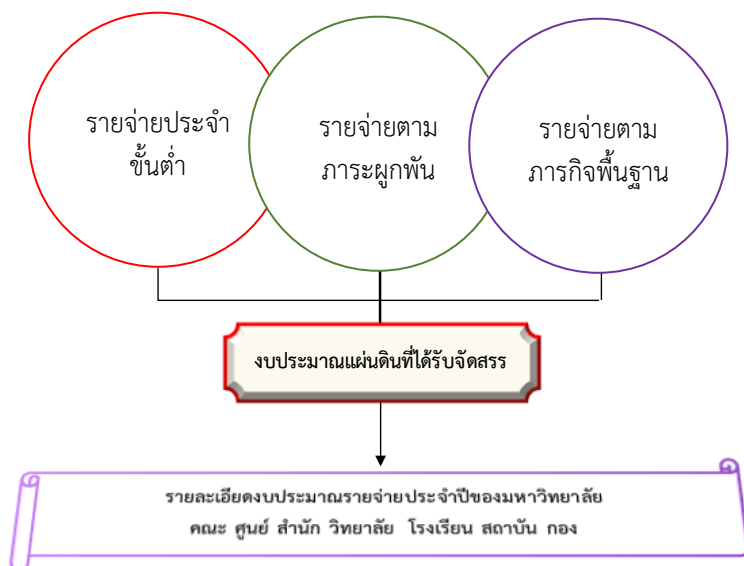 รายจ่ายประจำ
ขั้นต่ำ
รายจ่ายตาม
ภาระผูกพัน
รายจ่ายตาม
ภารกิจพื้นฐาน
งบประมาณแผ่นดินที่ได้รับจัดสรร
รายละเอียดงบประมาณรายจ่ายประจำปีของมหาวิทยาลัย
คณะ ศูนย์ สำนัก วิทยาลัย โรงเรียน สถาบัน กอง